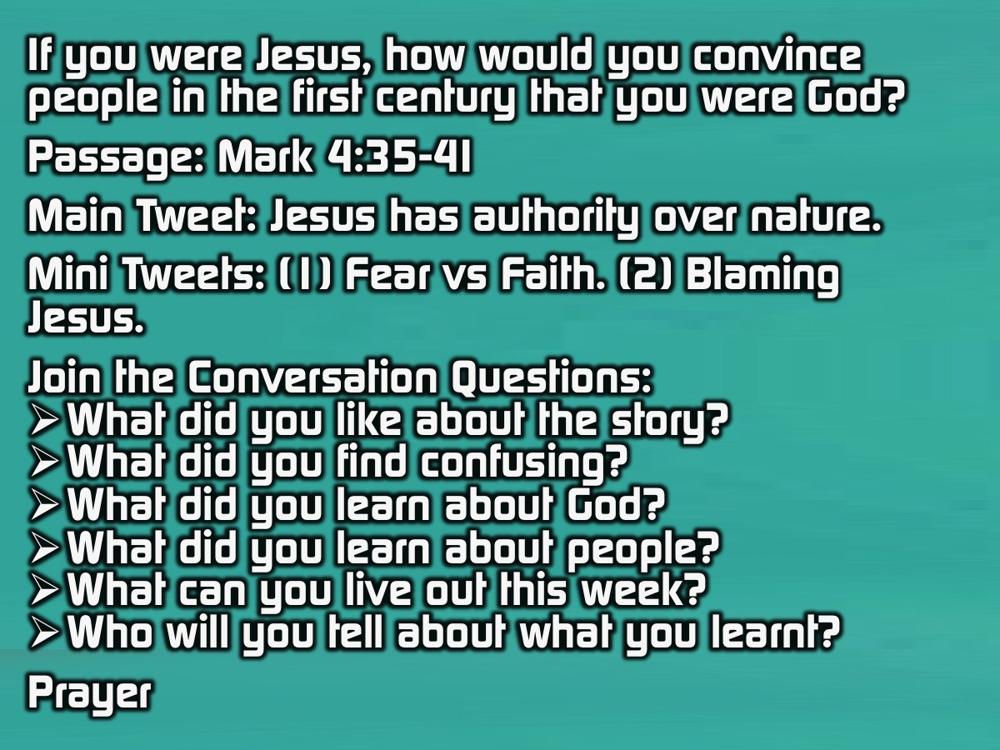 If you were Jesus, how would you convince
people in the first century that you were God?
Passage: Mark 4:35-41
Main Tweet: Jesus has authority over nature.
Mini Tweets: (1) Fear vs Faith. (2) Blaming
Jesus.
Join the Conversation Questions:
➢ What did you like about the story?
➢ What did you find confusing?
➢ What did you learn about God?
➢ What did you learn about people?
➢ What can you live out this week?
➢ Who will you tell about what you learnt?
Prayer